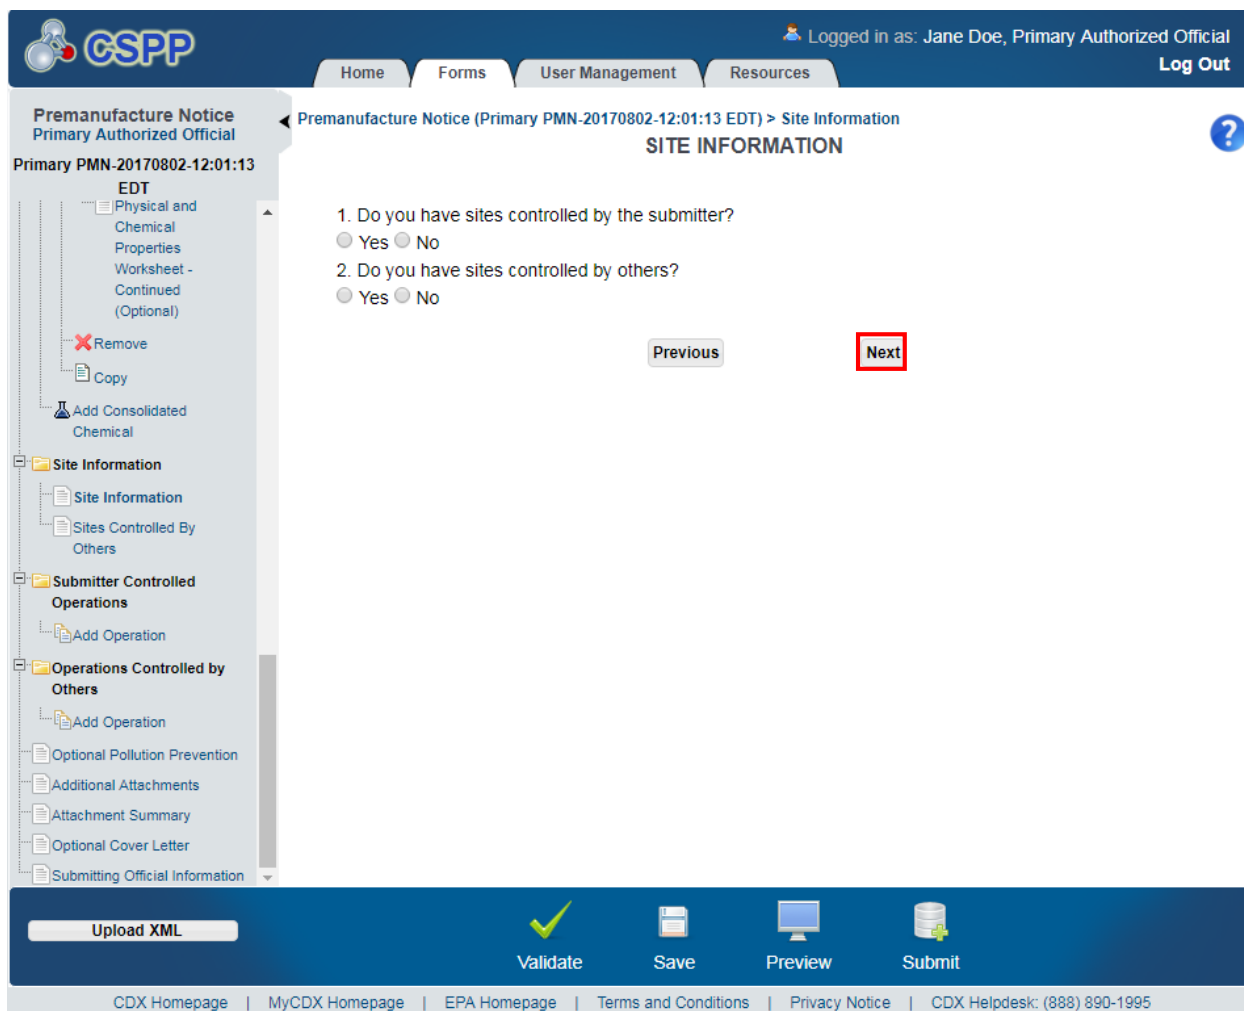 CSPP
Logged in as: Jane Doe, Primary Authorized Official
Log Out
Home Forms User Management Resources
Premanufacture Notice
Primary Authorized Official
Primary PMN-20170802-12:01:13
EDT
Physical and
Chemical
Properties
Worksheet -
Continued
(Optional)
Remove
Copy
Add Consolidated
Chemical
Site Information
Site Information
Sites Controlled By
Others
Submitter Controlled
Operations
Add Operation
Operations Controlled by
Others
Add Operation
Optional Pollution Prevention
Additional Attachments
Attachment Summary
Optional Cover Letter
Submitting Official Information
Premanufacture Notice (Primary PMN-20170802-12:01:13 EDT) > Site Information
?
SITE INFORMATION
1. Do you have sites controlled by the submitter?
Yes No
2. Do you have sites controlled by others?
Yes No
Previous Next
Upload XML
Validate Save Preview Submit
CDX Homepage | MyCDX Homepage | EPA Homepage | Terms and Conditions | Privacy Notice | CDX Helpdesk: (888) 890-1995